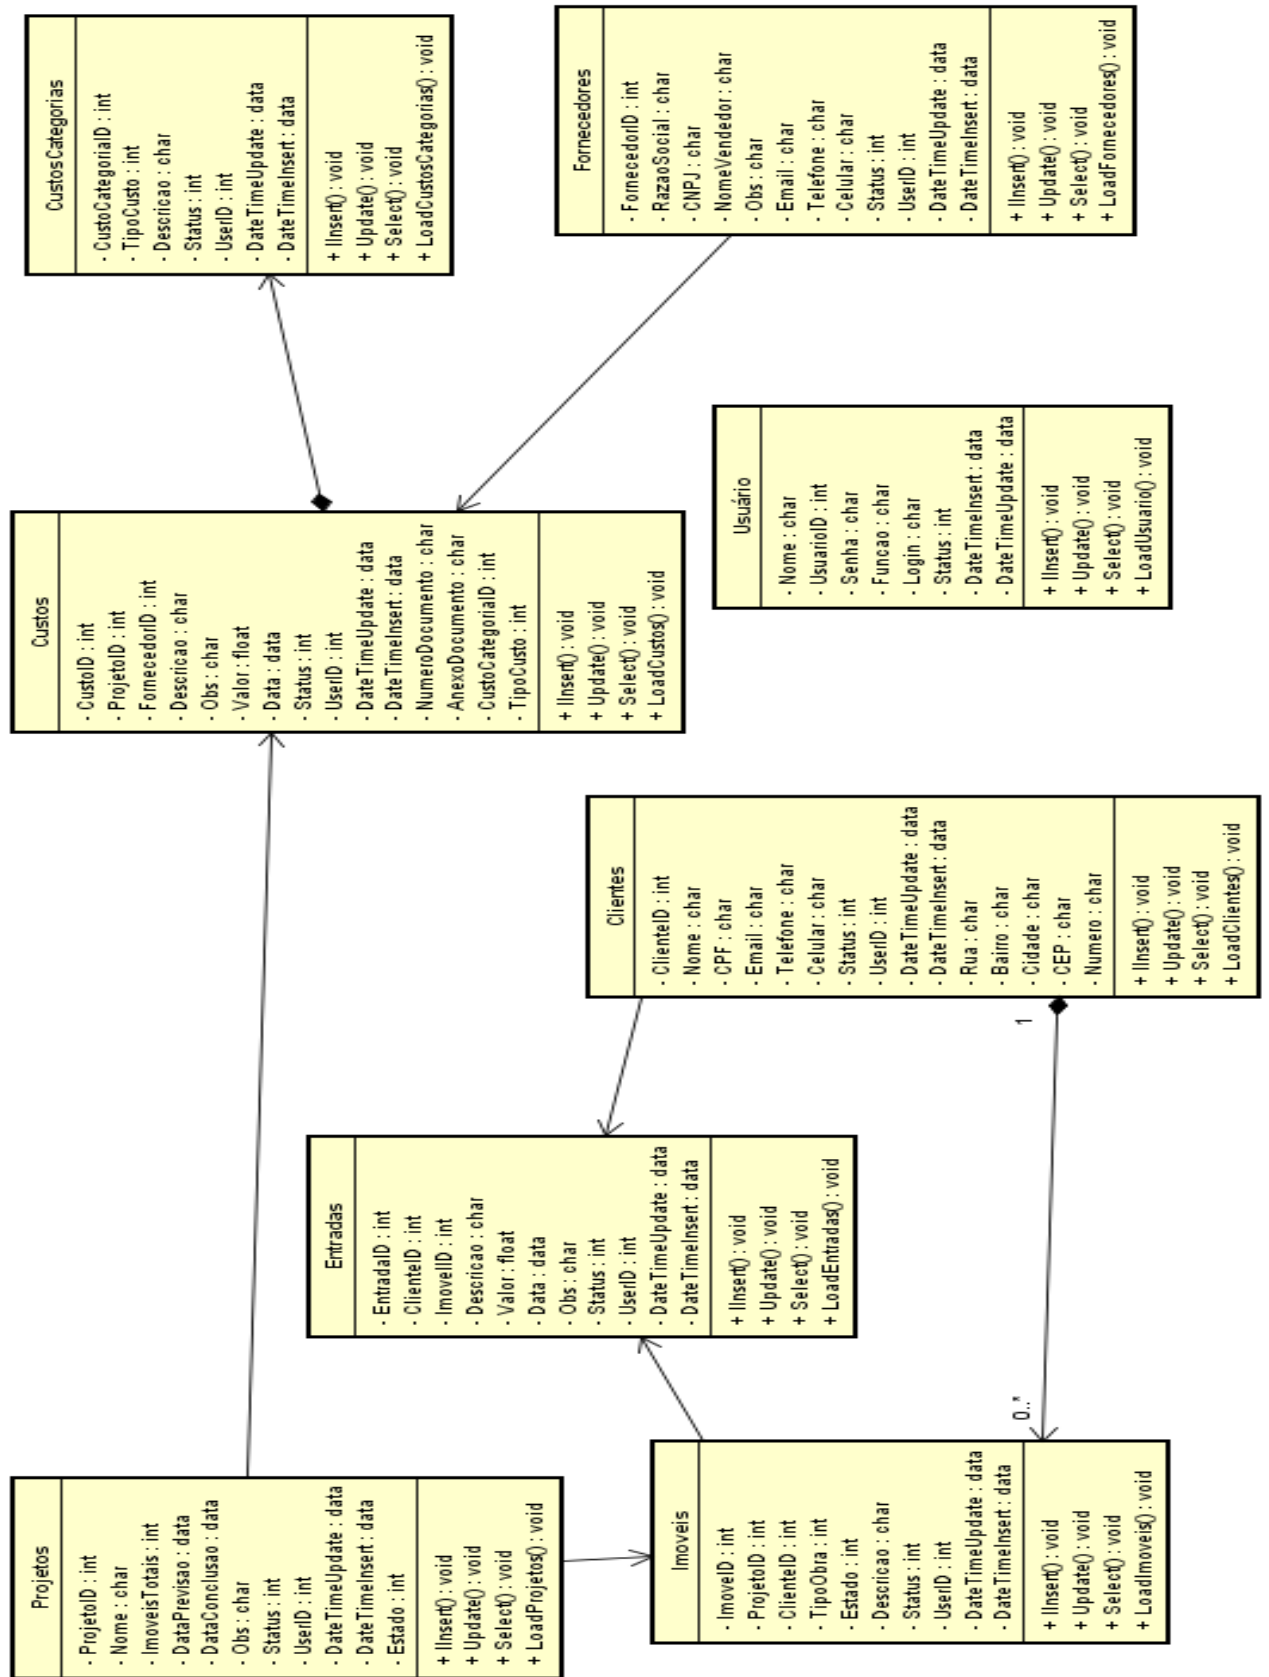 Projetos
- ProjetoID : int
- Nome : char
- ImoveisTotais : int
- DataPrevisao : data
- DataConclusao : data
- Obs : char
- Status : int
- UserID : int
- DateTimeUpdate : data
- DateTimeInsert : data
- Estado : int
+ IInsert() : void
+ Update() : void
+ Select() : void
+ LoadProjetos() : void
Custos
- CustoID : int
- ProjetoID : int
- FornecedorID : int
- Descricao : char
- Obs : char
- Valor : float
- Data : data
- Status : int
- UserID : int
- DateTimeUpdate : data
- DateTimeInsert : data
- NumeroDocumento : char
- AnexoDocumento : char
- CustoCategoriaID : int
- TipoCusto : int
+ IInsert() : void
+ Update() : void
+ Select() : void
+ LoadCustos() : void
CustosCategorias
- CustoCategoriaID : int
- TipoCusto : int
- Descricao : char
- Status : int
- UserID : int
- DateTimeUpdate : data
- DateTimeInsert : data
+ IInsert() : void
+ Update() : void
+ Select() : void
+ LoadCustosCategorias() : void
Entradas
- EntradaID : int
- ClienteID : int
- ImovelID : int
- Descricao : char
- Valor : float
- Data : data
- Obs : char
- Status : int
- UserID : int
- DateTimeUpdate : data
- DateTimeInsert : data
+ IInsert() : void
+ Update() : void
+ Select() : void
+ LoadEntradas() : void
Fornecedores
- FornecedorID : int
- RazaoSocial : char
- CNPJ : char
- NomeVendedor : char
- Obs : char
- Email : char
- Telefone : char
- Celular : char
- Status : int
- UserID : int
- DateTimeUpdate : data
- DateTimeInsert : data
+ IInsert() : void
+ Update() : void
+ Select() : void
+ LoadFornecedores() : void
Clientes
- ClienteID : int
- Nome : char
- CPF : char
- Email : char
- Telefone : char
- Celular : char
- Status : int
- UserID : int
- DateTimeUpdate : data
- DateTimeInsert : data
- Rua : char
- Bairro : char
- Cidade : char
- CEP : char
- Numero : char
+ IInsert() : void
+ Update() : void
+ Select() : void
+ LoadClientes() : void
Usuário
- Nome : char
- UsuarioID : int
- Senha : char
- Funcao : char
- Login : char
- Status : int
- DateTimeInsert : data
- DateTimeUpdate : data
+ IInsert() : void
+ Update() : void
+ Select() : void
+ LoadUsuario() : void
Imoveis
- ImovelID : int
- ProjetoID : int
- ClienteID : int
- TipoObra : int
- Estado : int
- Descricao : char
- Status : int
- UserID : int
- DateTimeUpdate : data
- DateTimeInsert : data
+ IInsert() : void
+ Update() : void
+ Select() : void
+ LoadImoveis() : void
0..*
1